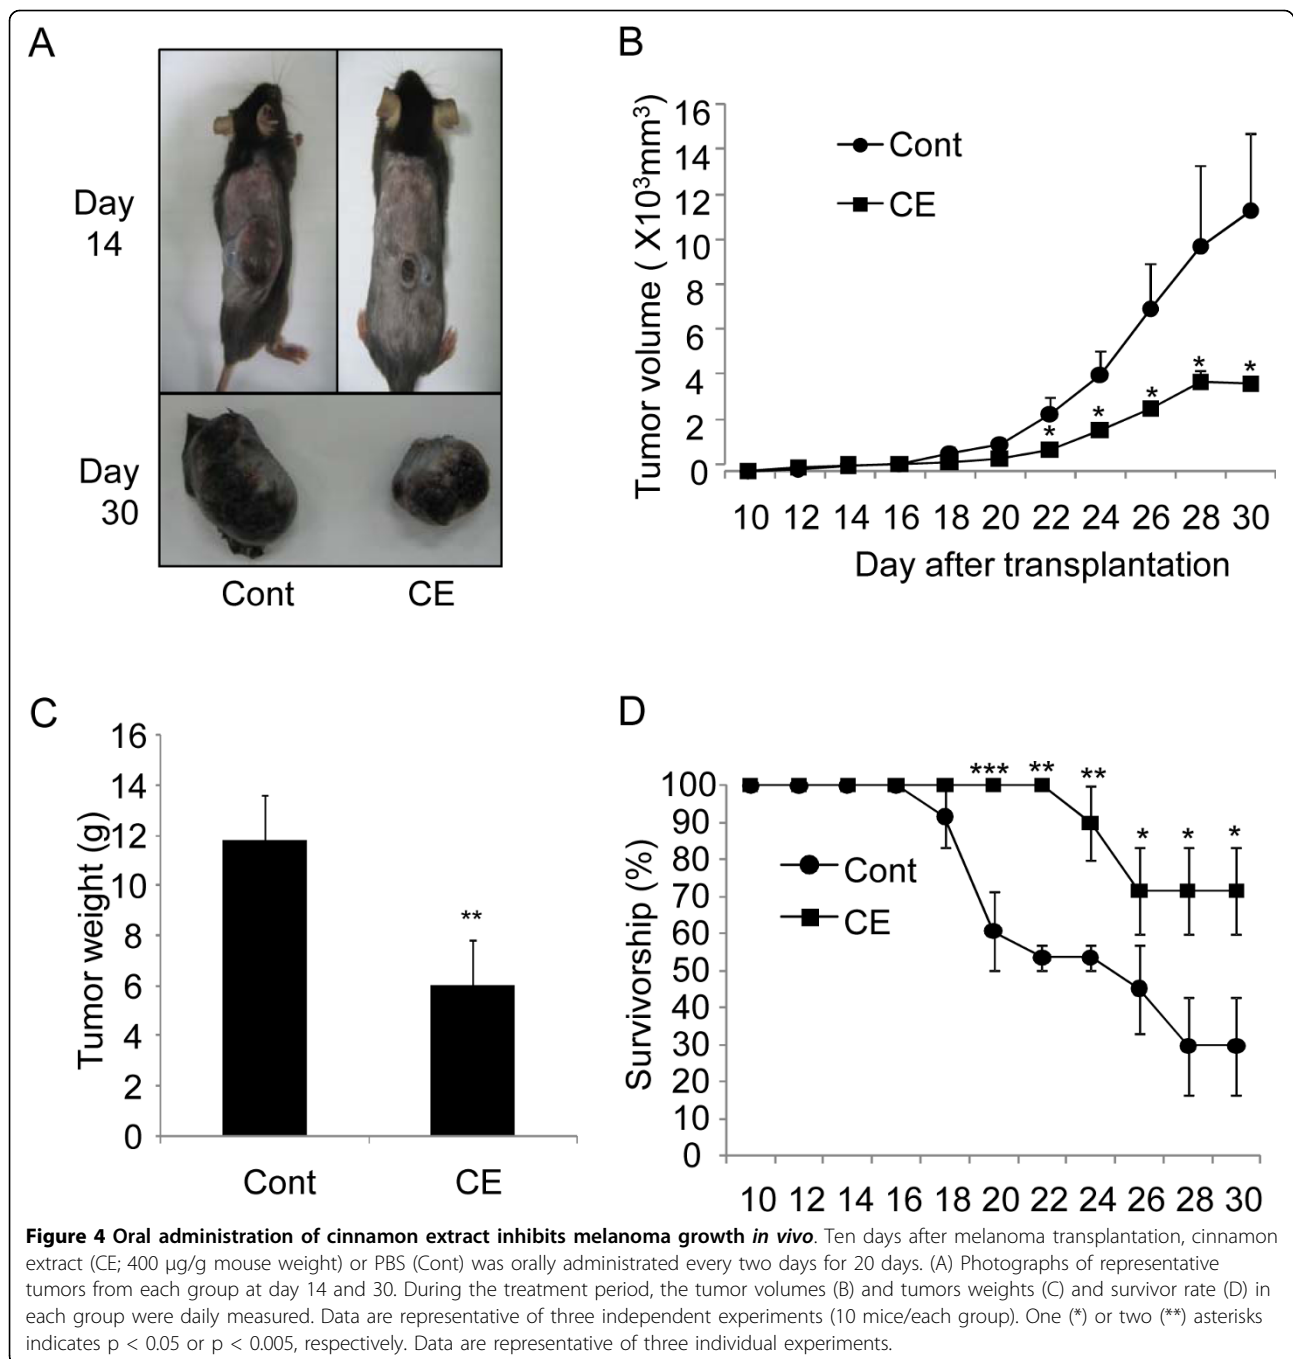 A
Day
14
Day
30
Cont
CE
B
Tumor volume ( X10³mm³)
16
14
12
10
8
6
4
2
0
Cont
CE
*
*
*
*
*
10 12 14 16 18 20 22 24 26 28 30
Day after transplantation
C
Tumor weight (g)
16
14
12
10
8
6
4
2
0
**
Cont
CE
D
Survivorship (%)
100
90
80
70
60
50
40
30
20
10
0
Cont
CE
*** ** ** * * *
10 12 14 16 18 20 22 24 26 28 30
Figure 4 Oral administration of cinnamon extract inhibits melanoma growth in vivo. Ten days after melanoma transplantation, cinnamon
extract (CE; 400 μg/g mouse weight) or PBS (Cont) was orally administrated every two days for 20 days. (A) Photographs of representative
tumors from each group at day 14 and 30. During the treatment period, the tumor volumes (B) and tumors weights (C) and survivor rate (D) in
each group were daily measured. Data are representative of three independent experiments (10 mice/each group). One (*) or two (**) asterisks
indicates p < 0.05 or p < 0.005, respectively. Data are representative of three individual experiments.